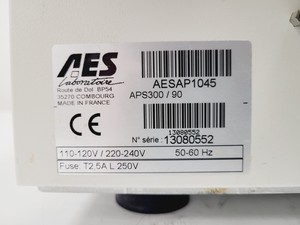 AES
Laboratoire
Route de Dol BP54
35270 COMBOURG
MADE IN FRANCE
AESAP1045
APS300 / 90
CE
13080552
N° série : 13080552
110-120V / 220-240V 50-60 Hz
Fuse: T2,5A L 250V